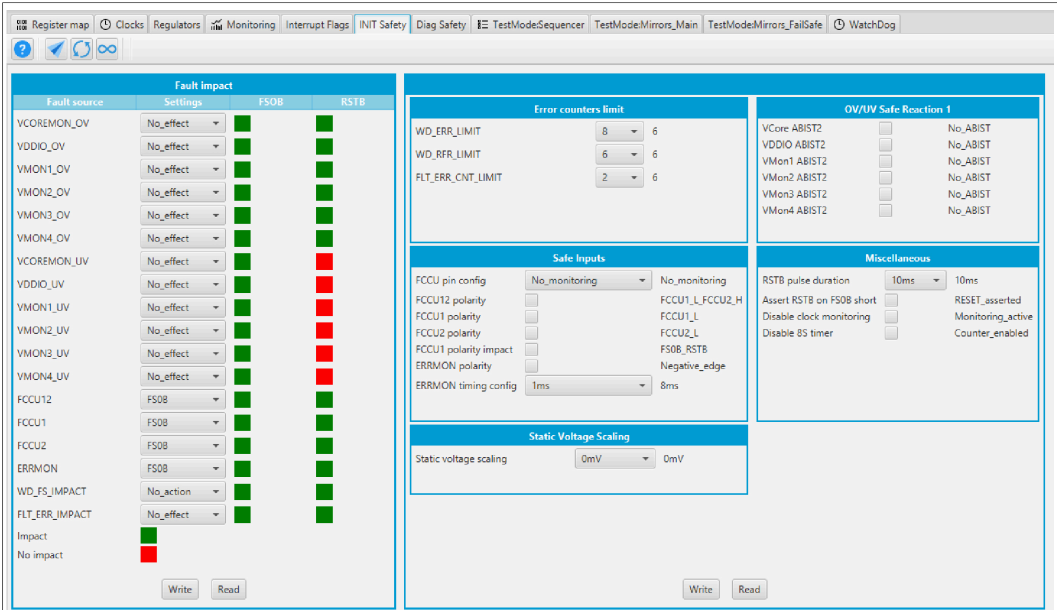 Register map Clocks Regulators Monitoring Interrupt Flags INIT Safety Diag Safety TestMode:Sequencer TestMode:Mirrors_Main TestMode:Mirrors_FailSafe WatchDog
Fault impact
Fault source Settings FSOB RSTB
VCOREMON_OV No_effect
VDDIO_OV No_effect
VMON1_OV No_effect
VMON2_OV No_effect
VMON3_OV No_effect
VMON4_OV No_effect
VCOREMON_UV No_effect
VDDIO_UV No_effect
VMON1_UV No_effect
VMON2_UV No_effect
VMON3_UV No_effect
VMON4_UV No_effect
FCCU12 FS0B
FCCU1 FS0B
FCCU2 FS0B
ERRMON FS0B
WD_FS_IMPACT No_action
FLT_ERR_IMPACT No_effect
Impact
No impact
Write Read
Error counters limit
WD_ERR_LIMIT 8 6
WD_RFR_LIMIT 6 6
FLT_ERR_CNT_LIMIT 2 6
OV/UV Safe Reaction 1
VCore ABIST2 No_ABIST
VDDIO ABIST2 No_ABIST
VMon1 ABIST2 No_ABIST
VMon2 ABIST2 No_ABIST
VMon3 ABIST2 No_ABIST
VMon4 ABIST2 No_ABIST
Safe Inputs
FCCU pin config No_monitoring No_monitoring
FCCU12 polarity FCCU1_L_FCCU2_H
FCCU1 polarity FCCU1_L
FCCU2 polarity FCCU2_L
FCCU1 polarity impact FS0B_RSTB
ERRMON polarity Negative_edge
ERRMON timing config 1ms 8ms
Miscellaneous
RSTB pulse duration 10ms 10ms
Assert RSTB on FS0B short RESET_asserted
Disable clock monitoring Monitoring_active
Disable 8S timer Counter_enabled
Static Voltage Scaling
Static voltage scaling 0mV 0mV
Write Read